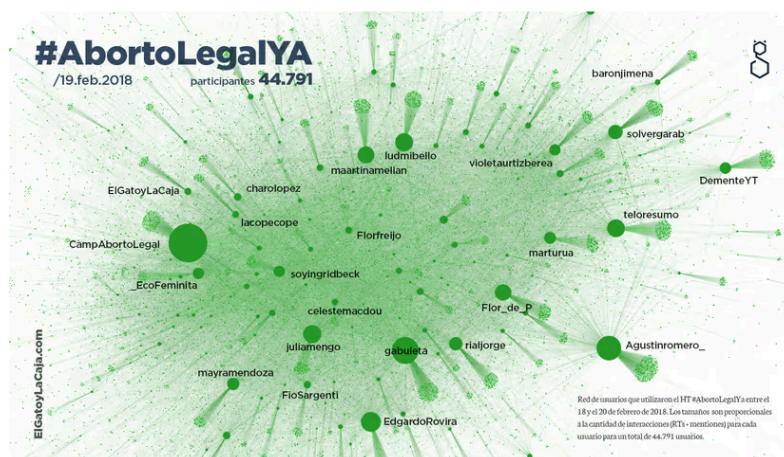 #AbortoLegalYA
/19.feb.2018
participantes 44.791
baronjimena
solvergarab
ludmibello
maartinamelian
violetaurtizberea
DementeYT
ElGatoyLaCaja
charolopez
lacopecope
teloresumo
Florfreijo
CampAbortoLegal
marturua
soyingridbeck
_EcoFeminita
celestemacdou
Flor_de_P
juliamengo
gabuleta
rialjorge
Agustinromero_
mayramendoza
FioSargenti
EdgardoRovira
ElGatoyLaCaja.com
Red de usuarios que utilizaron el HT #AbortoLegalYa entre el
18 y el 20 de febrero de 2018. Los tamaños son proporcionales
a la cantidad de interacciones (RTs + mentiones) para cada
usuario para un total de 44.791 usuarios.